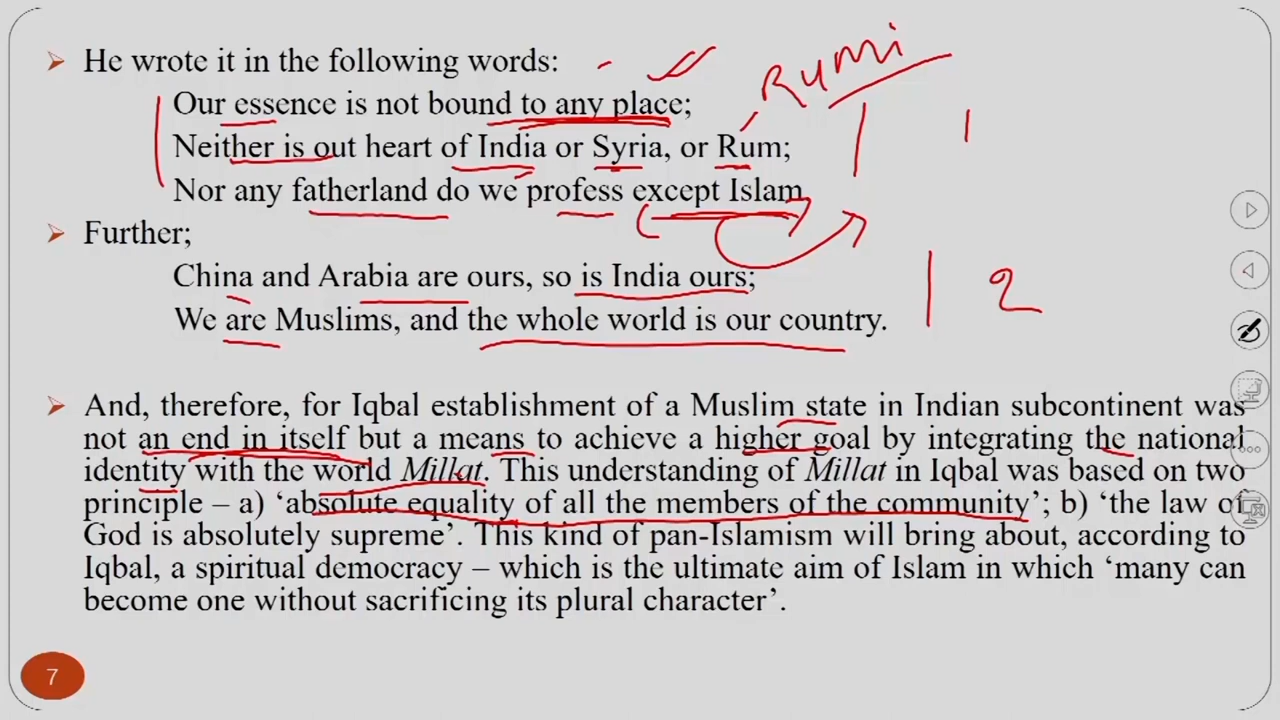 He wrote it in the following words:
Rumi
Our essence is not bound to any place;
Neither is out heart of India or Syria, or Rum;
Nor any fatherland do we profess except Islam
Further;
China and Arabia are ours, so is India ours;
We are Muslims, and the whole world is our country.
1 2
And, therefore, for Iqbal establishment of a Muslim state in Indian subcontinent was
not an end in itself but a means to achieve a higher goal by integrating the national
identity with the world Millat. This understanding of Millat in Iqbal was based on two
principle – a) ‘absolute equality of all the members of the community’; b) ‘the law of
God is absolutely supreme’. This kind of pan-Islamism will bring about, according to
Iqbal, a spiritual democracy – which is the ultimate aim of Islam in which ‘many can
become one without sacrificing its plural character’.
7